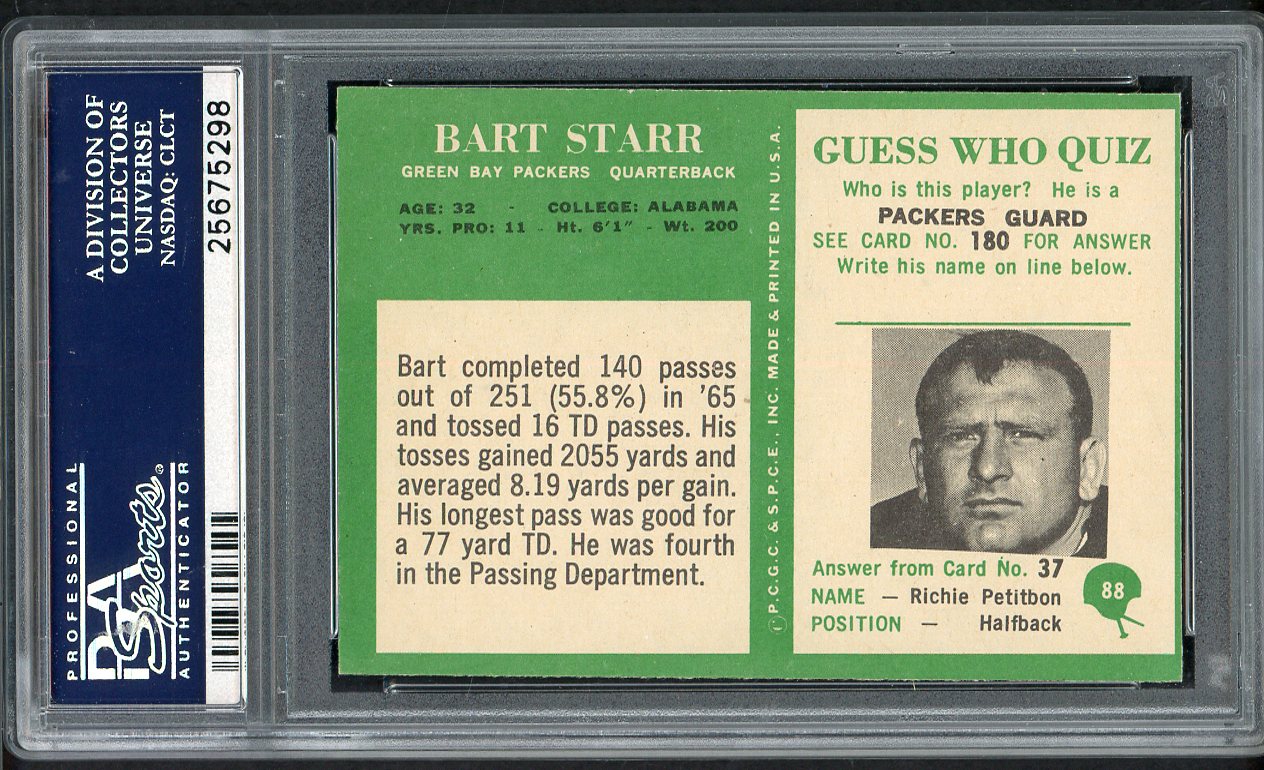 A DIVISION OF
COLLECTORS
UNIVERSE
NASDAQ: CLCT
PROFESSIONAL
PSA
Sports
AUTHENTICATOR
25675298
BART STARR
GREEN BAY PACKERS QUARTERBACK
AGE: 32 - COLLEGE: ALABAMA
YRS. PRO: 11 - Ht. 6'1" - Wt. 200
Bart completed 140 passes
out of 251 (55.8%) in '65
and tossed 16 TD passes. His
tosses gained 2055 yards and
averaged 8.19 yards per gain.
His longest pass was good for
a 77 yard TD. He was fourth
in the Passing Department.
P.C.G.C. & S.P.C.E., INC. MADE & PRINTED IN U.S.A.
GUESS WHO QUIZ
Who is this player? He is a
PACKERS GUARD
SEE CARD NO. 180 FOR ANSWER
Write his name on line below.
Answer from Card No. 37
NAME — Richie Petitbon
POSITION — Halfback
88